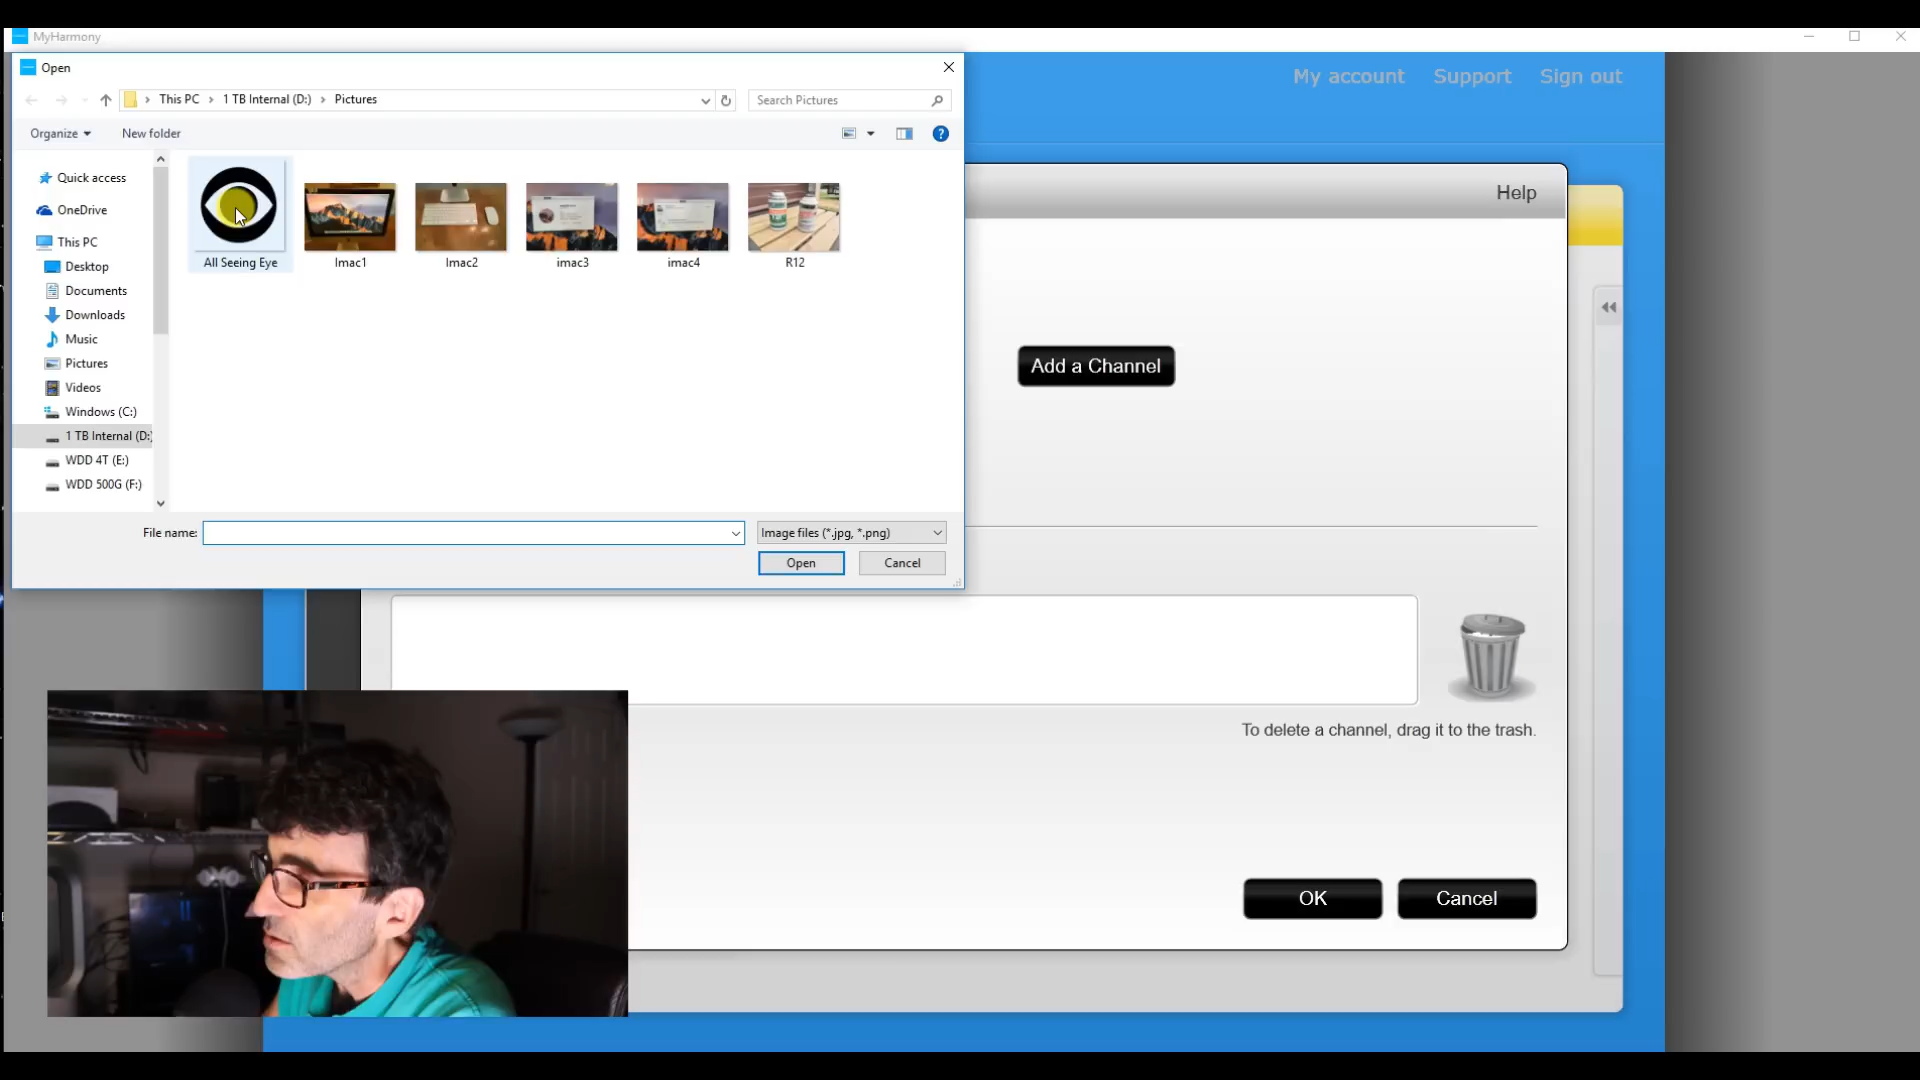 MyHarmony
Open
This PC
1 TB Internal (D:)
Pictures
Search Pictures
Organize
New folder
Quick access
OneDrive
This PC
Desktop
Documents
Downloads
Music
Pictures
Videos
Windows (C:)
1 TB Internal (D:)
WDD 4T (E:)
WDD 500G (F:)
All Seeing Eye
Imac1
Imac2
imac3
imac4
R12
File name:
Image files (*.jpg, *.png)
Open
Cancel
My account
Support
Sign out
Help
Add a Channel
To delete a channel, drag it to the trash.
OK
Cancel